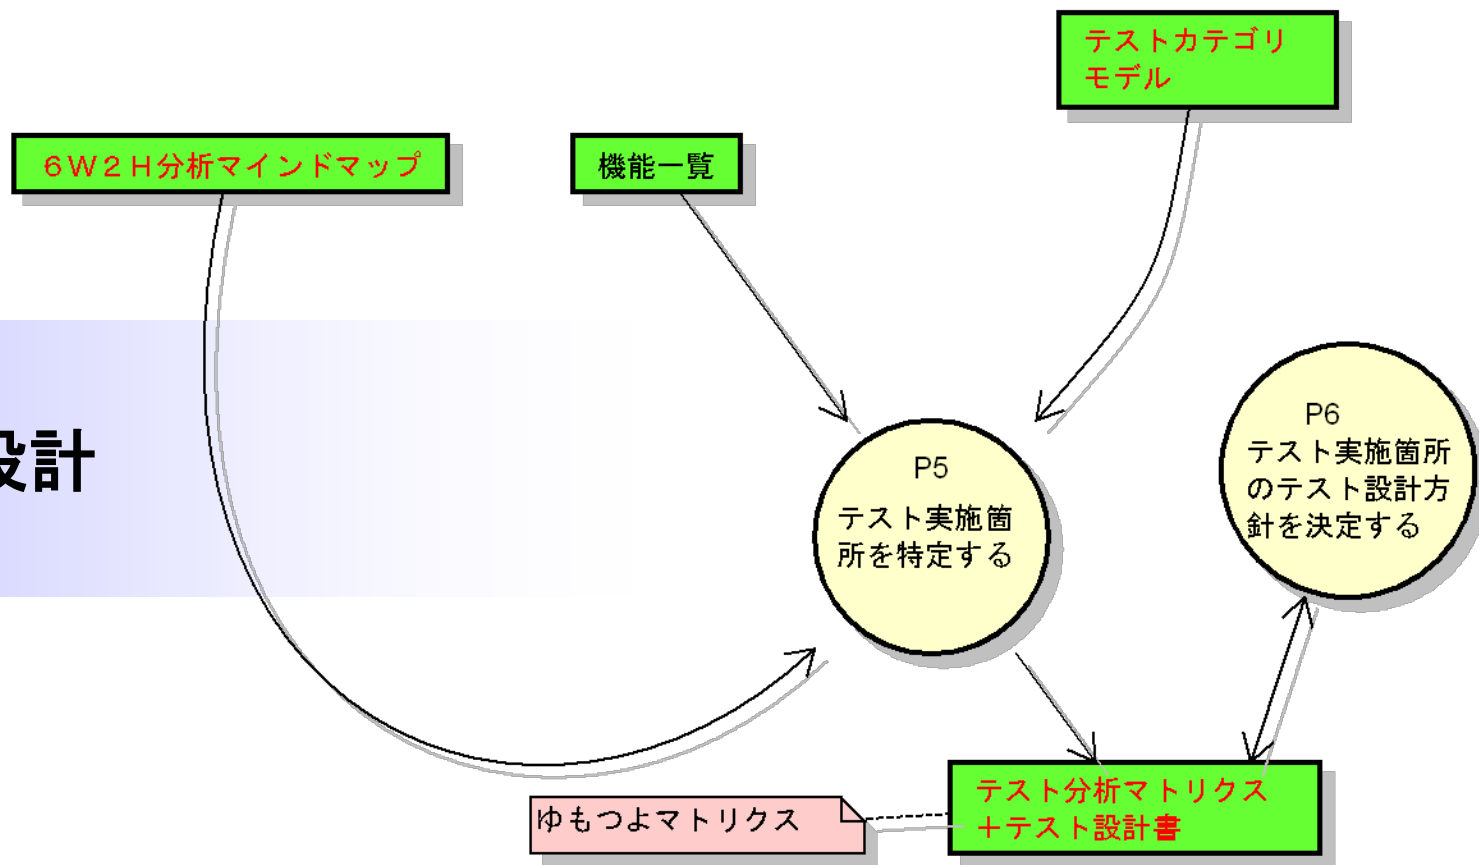 テストカテゴリ
モデル
6W2H分析マインドマップ
機能一覧
設計
P5
テスト実施箇
所を特定する
P6
テスト実施箇所
のテスト設計方
針を決定する
ゆもつよマトリクス
テスト分析マトリクス
+テスト設計書